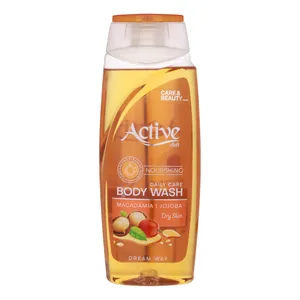 CARE &
BEAUTY
Active
NOURISHING
DAILY CARE
BODY WASH
MACADAMIA | JOJOBA
Dry Skin
DREAM WAY